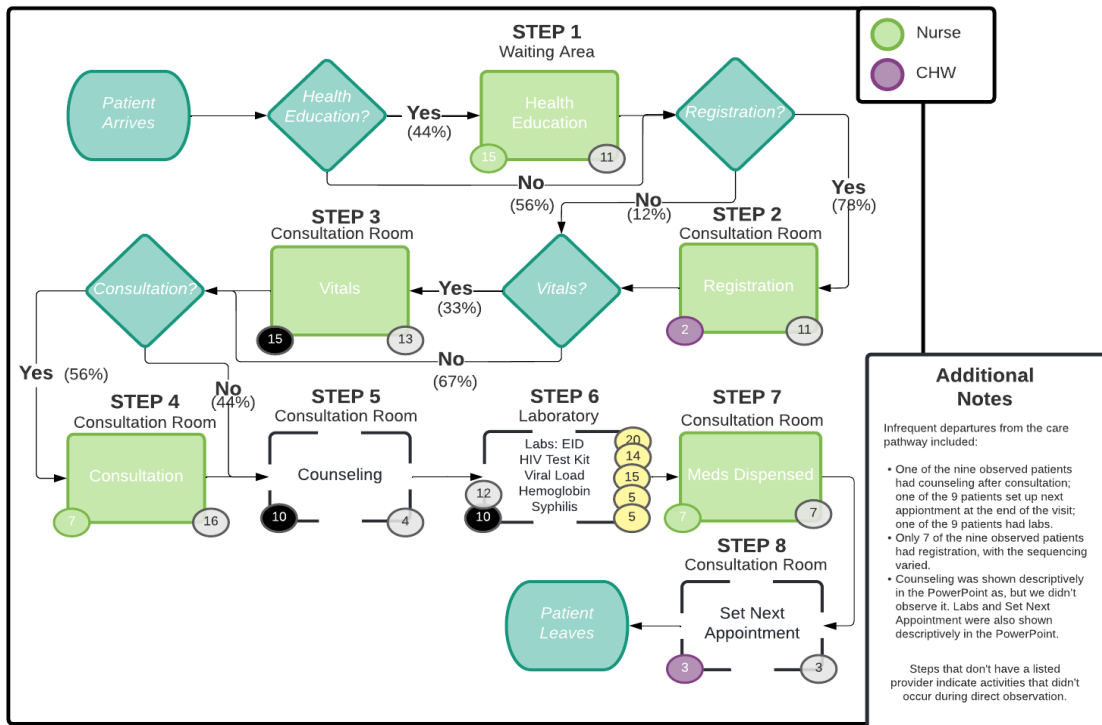 STEP 1
Waiting Area
Nurse
CHW
Patient
Arrives
Health
Education?
Yes
(44%)
Health
Education
15
11
Registration?
No
(56%)
No
(12%)
Yes
(78%)
STEP 3
Consultation Room
STEP 2
Consultation Room
Consultation?
Vitals
15
13
Yes
(33%)
Vitals?
Registration
2
11
No
(67%)
Yes (56%)
No
(44%)
STEP 4
Consultation Room
Consultation
7
16
STEP 5
Consultation Room
Counseling
10
4
STEP 6
Laboratory
Labs: EID
HIV Test Kit
Viral Load
Hemoglobin
Syphilis
12
10
20
14
15
5
5
STEP 7
Consultation Room
Meds Dispensed
7
7
STEP 8
Consultation Room
Set Next
Appointment
3
3
Patient
Leaves
Additional
Notes
Infrequent departures from the care
pathway included:
• One of the nine observed patients
had counseling after consultation;
one of the 9 patients set up next
appiontment at the end of the visit;
one of the 9 patients had labs.
• Only 7 of the nine observed patients
had registration, with the sequencing
varied.
• Counseling was shown descriptively
in the PowerPoint as, but we didn't
observe it. Labs and Set Next
Appointment were also shown
descriptively in the PowerPoint.
Steps that don't have a listed
provider indicate activities that didn't
occur during direct observation.